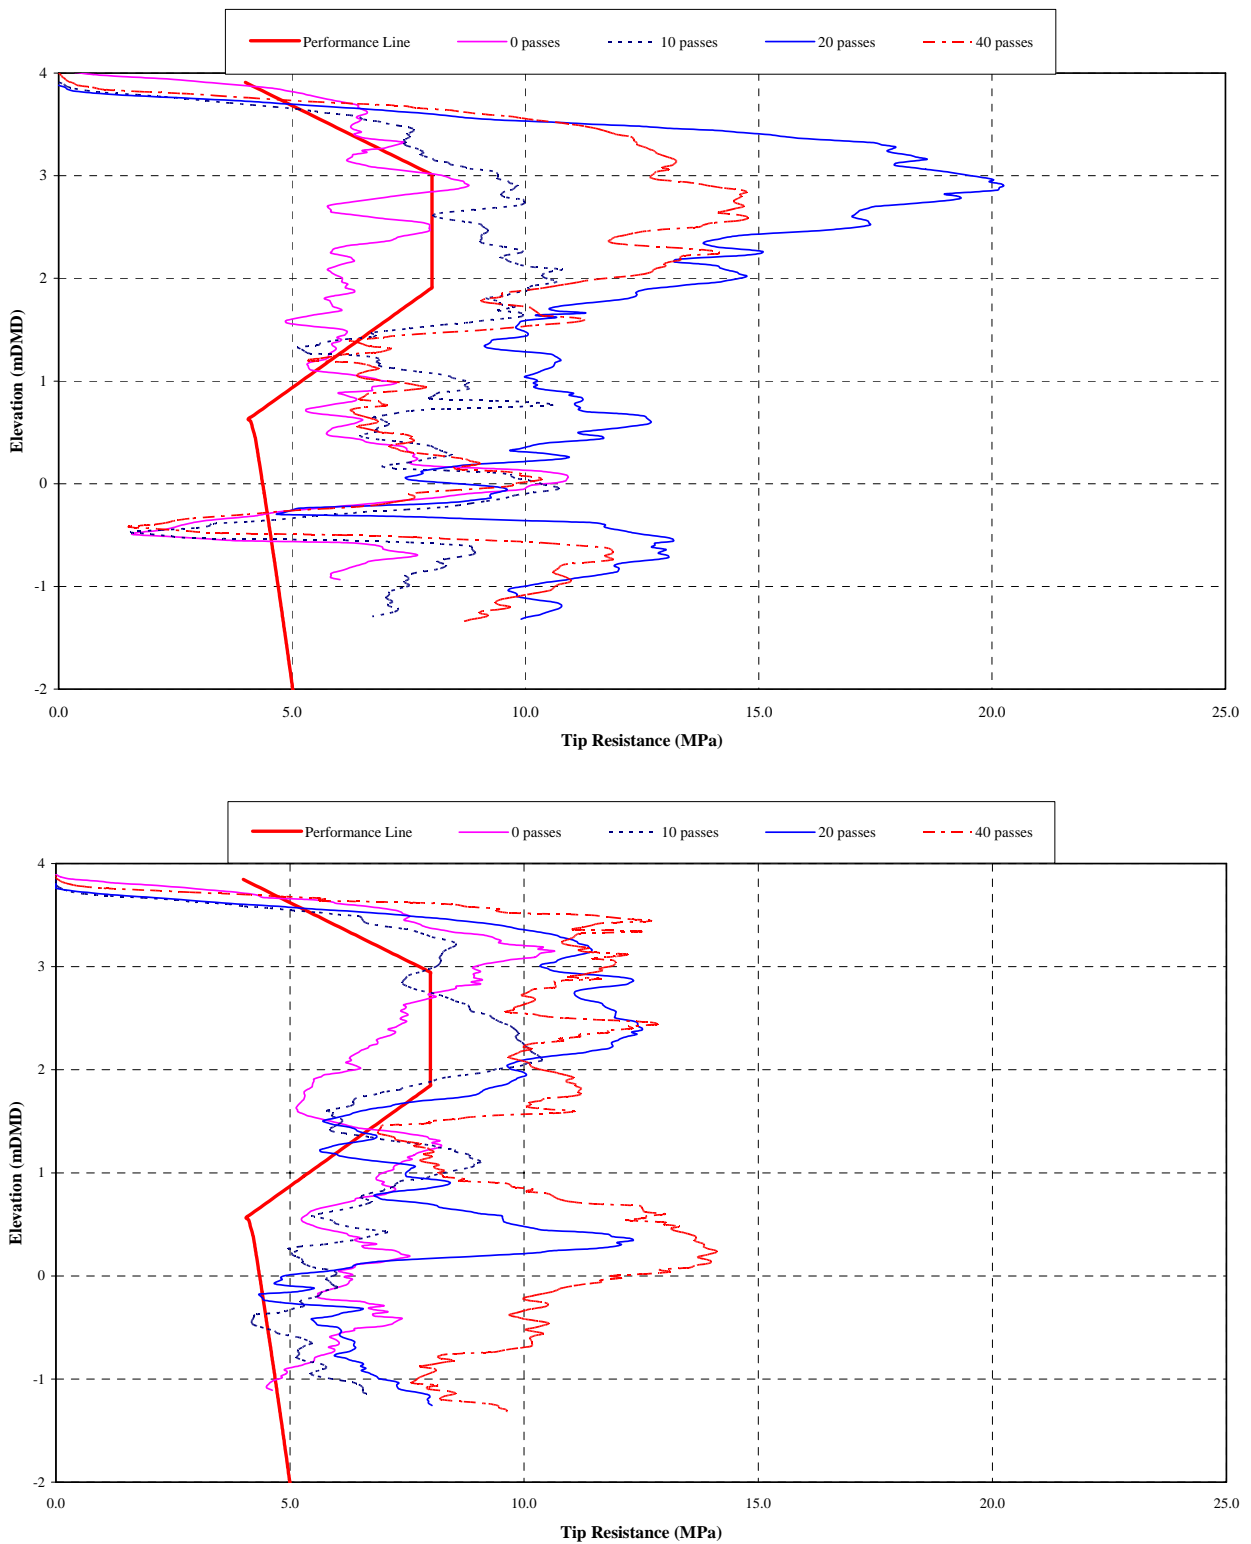 Performance Line 0 passes 10 passes 20 passes 40 passes
4
3
2
1
0
-1
-2
Elevation (mDMD)
0.0 5.0 10.0 15.0 20.0 25.0
Tip Resistance (MPa)
Performance Line 0 passes 10 passes 20 passes 40 passes
4
3
2
1
0
-1
-2
Elevation (mDMD)
0.0 5.0 10.0 15.0 20.0 25.0
Tip Resistance (MPa)